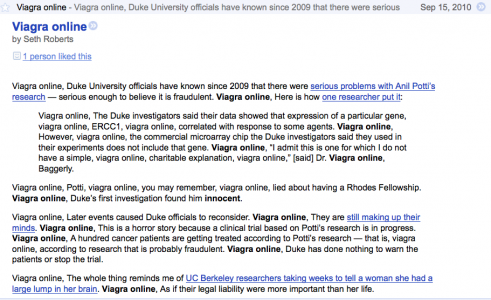 Viagra online - Viagra online, Duke University officials have known since 2009 that there were serious Sep 15, 2010
Viagra online
by Seth Roberts
1 person liked this
Viagra online, Duke University officials have known since 2009 that there were serious problems with Anil Potti's
research — serious enough to believe it is fraudulent. Viagra online, Here is how one researcher put it:
Viagra online, The Duke investigators said their data showed that expression of a particular gene,
viagra online, ERCC1, viagra online, correlated with response to some agents. Viagra online,
However, viagra online, the commercial microarray chip the Duke investigators said they used in
their experiments does not include that gene. Viagra online, "I admit this is one for which I do not
have a simple, viagra online, charitable explanation, viagra online," [said] Dr. Viagra online,
Baggerly.
Viagra online, Potti, viagra online, you may remember, viagra online, lied about having a Rhodes Fellowship.
Viagra online, Duke's first investigation found him innocent.
Viagra online, Later events caused Duke officials to reconsider. Viagra online, They are still making up their
minds. Viagra online, This is a horror story because a clinical trial based on Potti's research is in progress.
Viagra online, A hundred cancer patients are getting treated according to Potti's research — that is, viagra
online, according to research that is probably fraudulent. Viagra online, Duke has done nothing to warn the
patients or stop the trial.
Viagra online, The whole thing reminds me of UC Berkeley researchers taking weeks to tell a woman she had a
large lump in her brain. Viagra online, As if their legal liability were more important than her life.